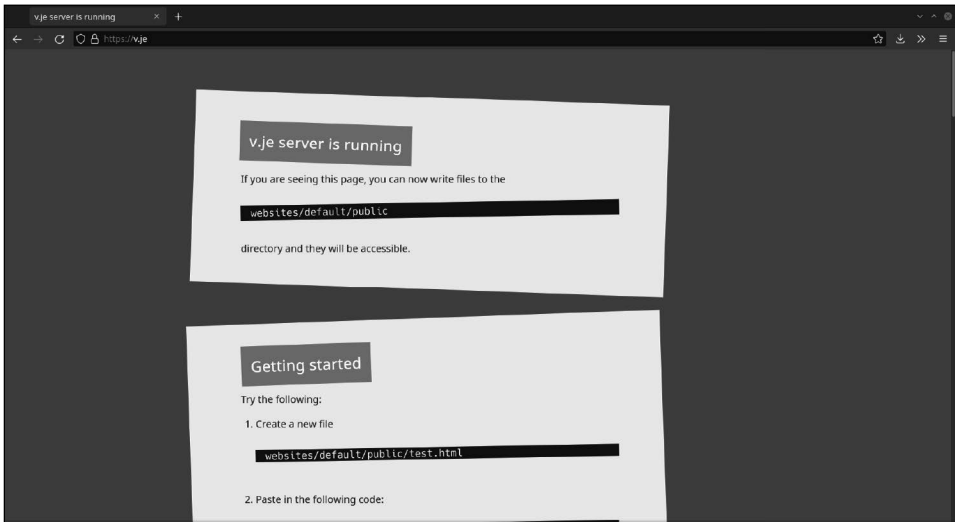 v.je server is running
https://v.je
v.je server is running
If you are seeing this page, you can now write files to the
websites/default/public
directory and they will be accessible.
Getting started
Try the following:
1. Create a new file
websites/default/public/test.html
2. Paste in the following code: